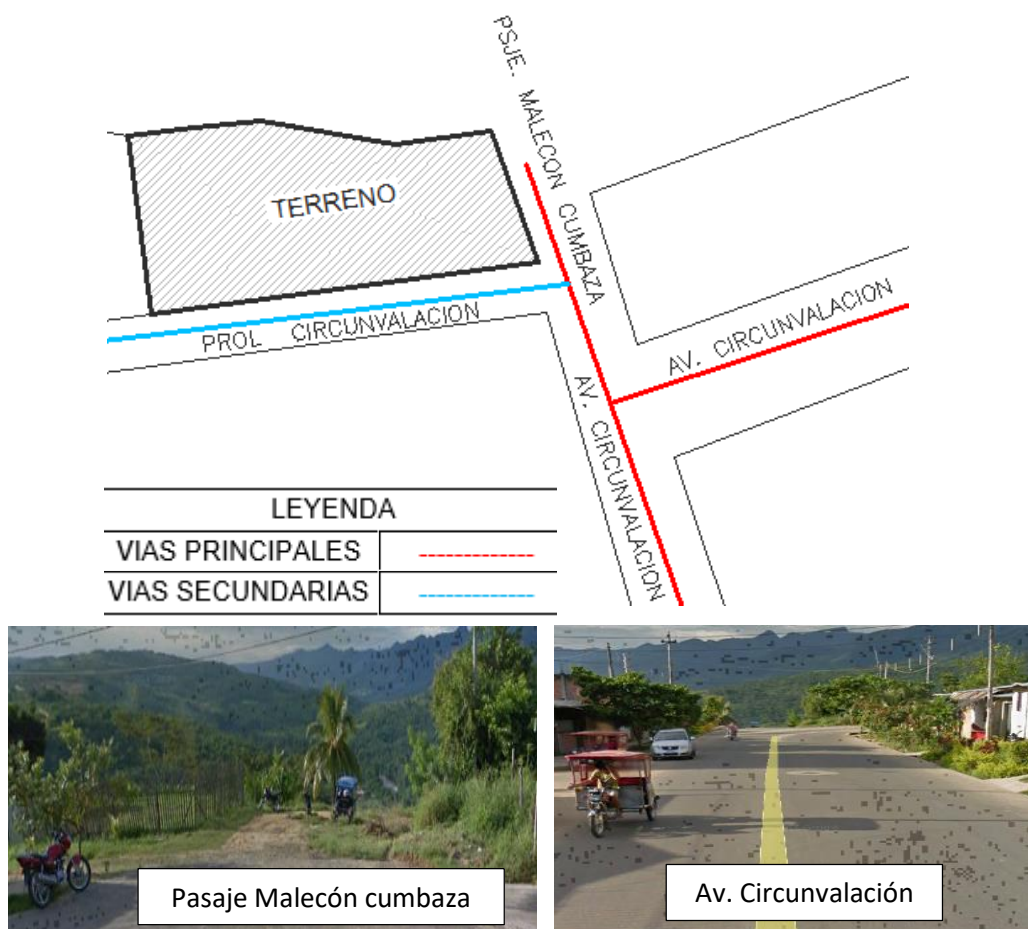 PSJE. MALECON CUMBAZA
TERRENO
PROL CIRCUNVALACION
AV. CIRCUNVALACION
AV. CIRCUNVALACION
LEYENDA
VIAS PRINCIPALES
VIAS SECUNDARIAS
Pasaje Malecón cumbaza
Av. Circunvalación